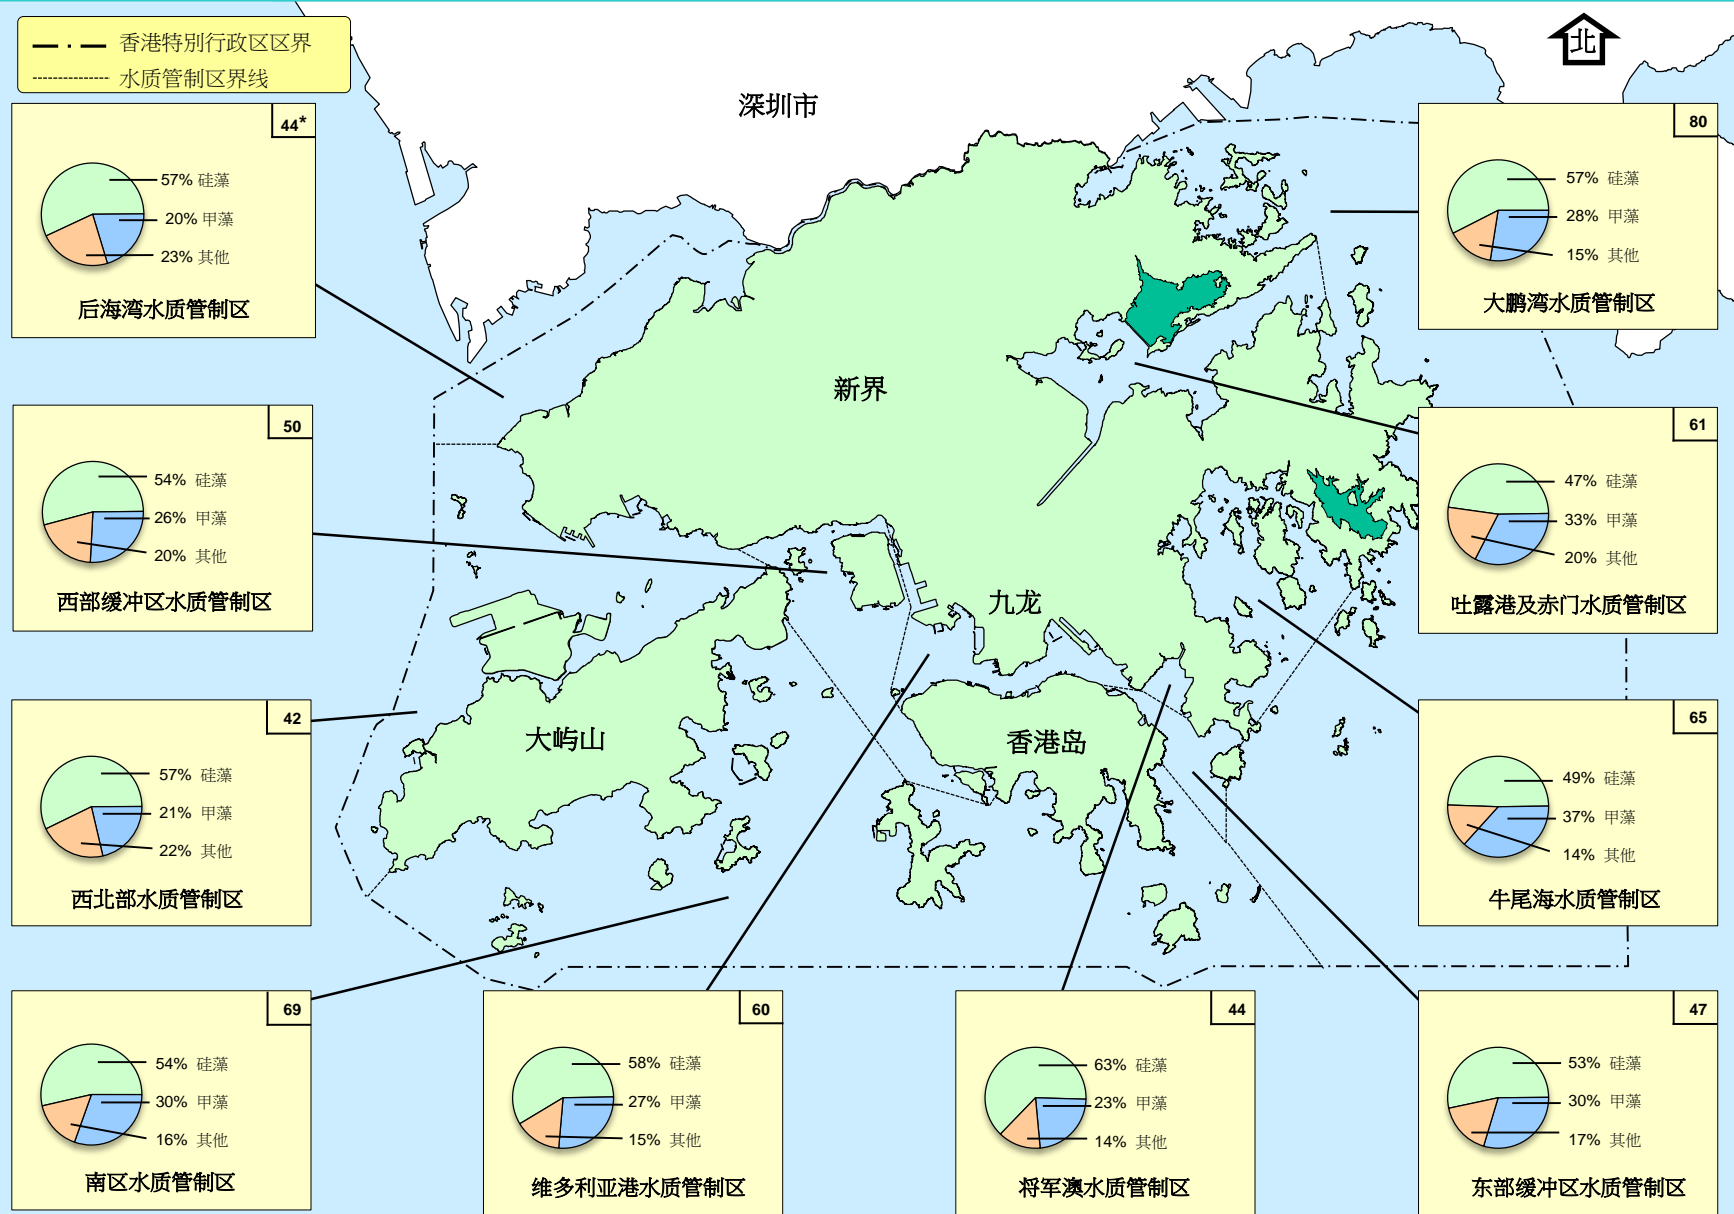 香港特别行政区区界
水质管制区界线
北
深圳市
新界
九龙
大屿山
香港岛
44*
57% 硅藻
20% 甲藻
23% 其他
后海湾水质管制区
50
54% 硅藻
26% 甲藻
20% 其他
西部缓冲区水质管制区
42
57% 硅藻
21% 甲藻
22% 其他
西北部水质管制区
69
54% 硅藻
30% 甲藻
16% 其他
南区水质管制区
60
58% 硅藻
27% 甲藻
15% 其他
维多利亚港水质管制区
44
63% 硅藻
23% 甲藻
14% 其他
将军澳水质管制区
80
57% 硅藻
28% 甲藻
15% 其他
大鹏湾水质管制区
61
47% 硅藻
33% 甲藻
20% 其他
吐露港及赤门水质管制区
65
49% 硅藻
37% 甲藻
14% 其他
牛尾海水质管制区
47
53% 硅藻
30% 甲藻
17% 其他
东部缓冲区水质管制区